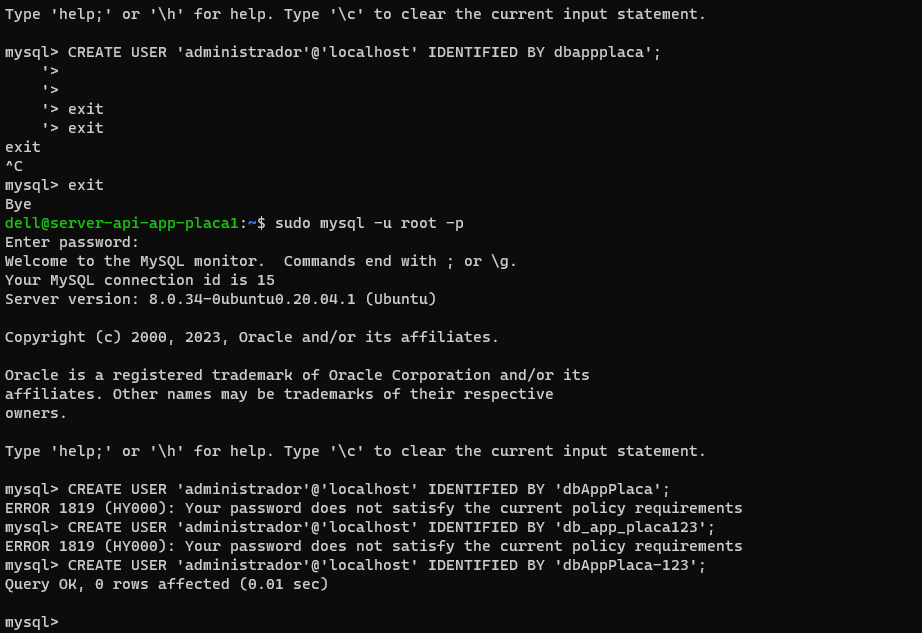 Type 'help;' or '\h' for help. Type '\c' to clear the current input statement.
mysql> CREATE USER 'administrador'@'localhost' IDENTIFIED BY dbappplaca';
'>
'>
'> exit
'> exit
exit
^C
mysql> exit
Bye
dell@server-api-app-placa1:~$ sudo mysql -u root -p
Enter password:
Welcome to the MySQL monitor.  Commands end with ; or \g.
Your MySQL connection id is 15
Server version: 8.0.34-0ubuntu0.20.04.1 (Ubuntu)
Copyright (c) 2000, 2023, Oracle and/or its affiliates.
Oracle is a registered trademark of Oracle Corporation and/or its
affiliates. Other names may be trademarks of their respective
owners.
Type 'help;' or '\h' for help. Type '\c' to clear the current input statement.
mysql> CREATE USER 'administrador'@'localhost' IDENTIFIED BY 'dbAppPlaca';
ERROR 1819 (HY000): Your password does not satisfy the current policy requirements
mysql> CREATE USER 'administrador'@'localhost' IDENTIFIED BY 'db_app_placa123';
ERROR 1819 (HY000): Your password does not satisfy the current policy requirements
mysql> CREATE USER 'administrador'@'localhost' IDENTIFIED BY 'dbAppPlaca-123';
Query OK, 0 rows affected (0.01 sec)
mysql>